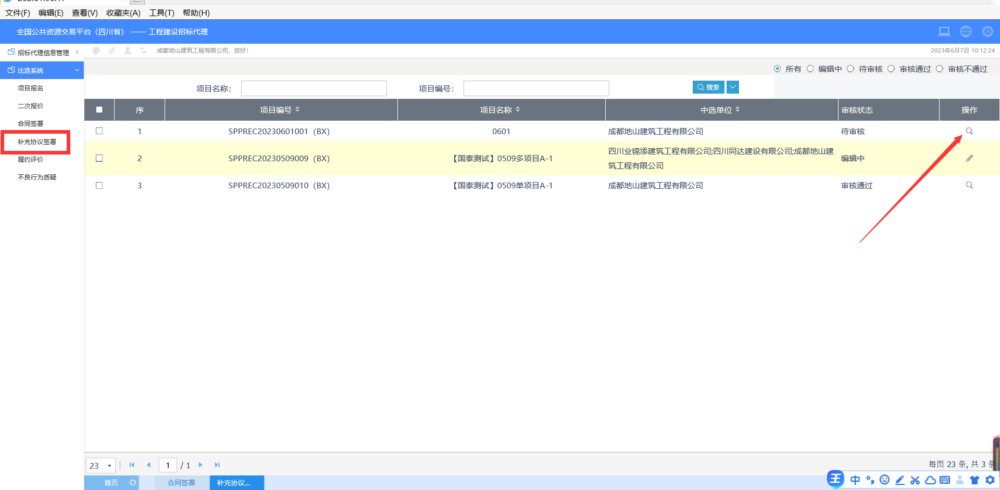 文件(F) 编辑(E) 查看(V) 收藏夹(A) 工具(T) 帮助(H)
全国公共资源交易平台（四川省） —— 工程建设招标代理
招标代理信息管理
成都地山建筑工程有限公司，您好！
2023年6月7日 10:12:24
比选系统
项目报名
二次报价
合同签署
补充协议签署
履约评价
不良行为质疑
所有 编辑中 待审核 审核通过 审核不通过
项目名称： 项目编号： 搜索
序 项目编号 项目名称 中选单位 审核状态 操作
1 SPPREC20230601001（BX） 0601 成都地山建筑工程有限公司 待审核
2 SPPREC20230509009（BX） 【国泰测试】0509多项目A-1 四川业锦添建筑工程有限公司;四川同达建设有限公司;成都地山建
筑工程有限公司 编辑中
3 SPPREC20230509010（BX） 【国泰测试】0509单项目A-1 成都地山建筑工程有限公司 审核通过
23 1 / 1
每页 23 条, 共 3 条
首页 合同签署 补充协议...
王 中